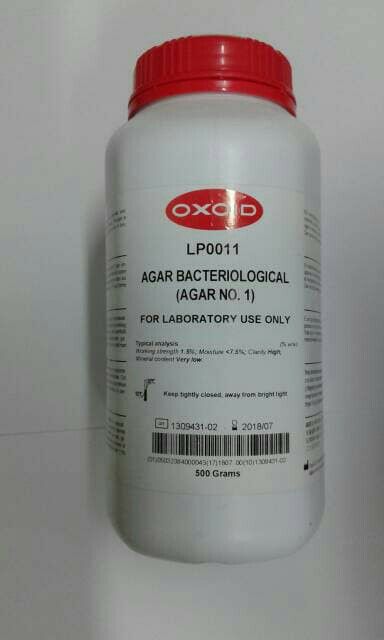 OXOID
LP0011
AGAR BACTERIOLOGICAL
(AGAR NO. 1)
FOR LABORATORY USE ONLY
Typical analysis (% w/w)
Working strength 1.5%; Moisture <7.5%; Clarity High;
Mineral content Very low
Keep tightly closed, away from bright light
LOT 1309431-02 2018/07
500 Grams